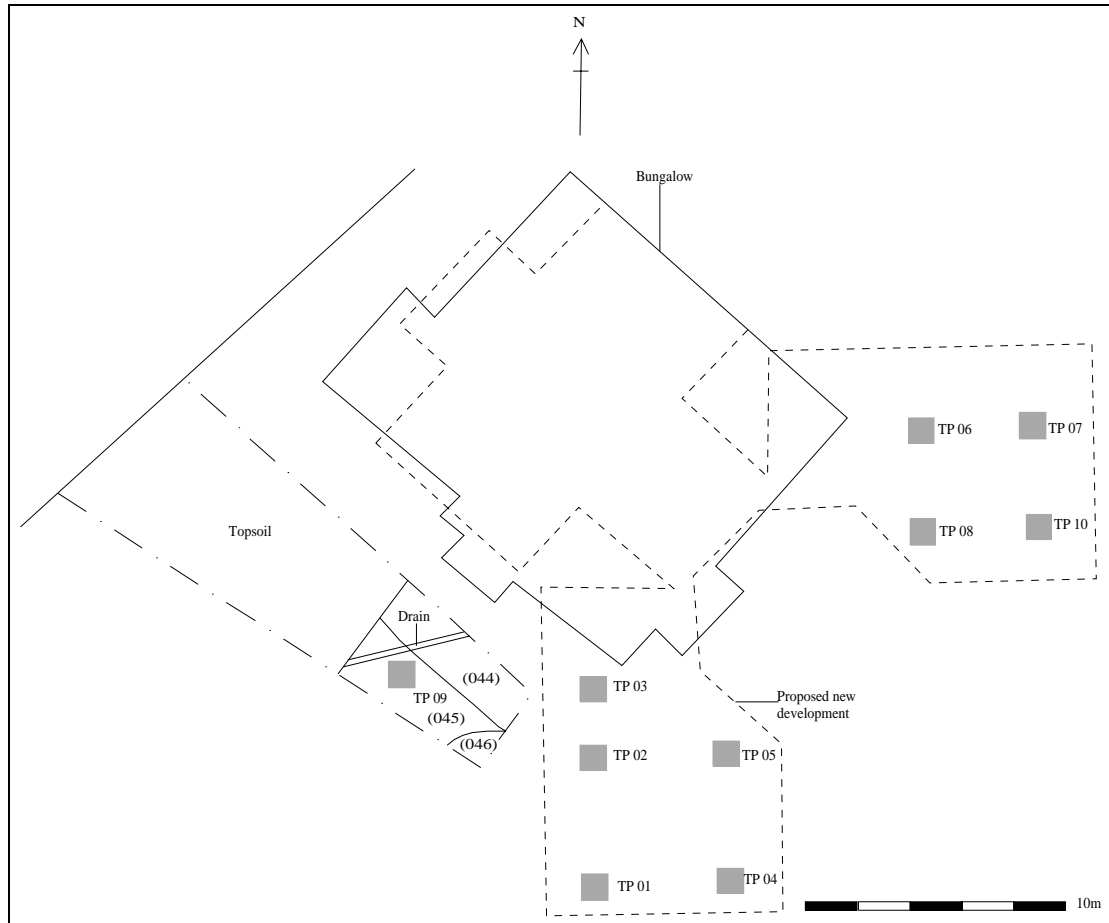 N
Bungalow
TP 06
TP 07
Topsoil
TP 08
TP 10
Drain
(044)
TP 09
TP 03
Proposed new
development
(045)
(046)
TP 02
TP 05
TP 01
TP 04
10m